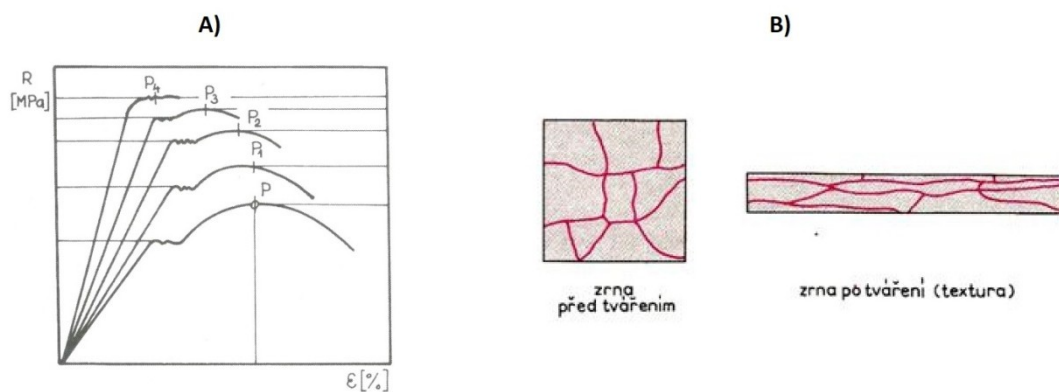 A)
B)
R
[MPa]
P4
P3
P2
P1
P
ε[%]
zrna
před tvářením
zrna po tváření (textura)